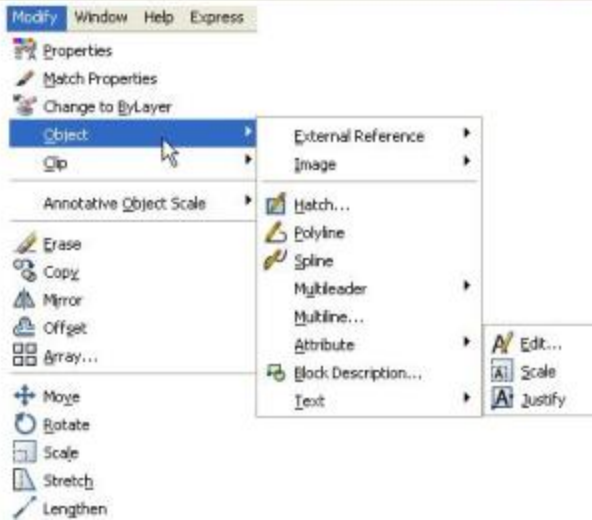 Modify Window Help Express
Properties
Match Properties
Change to ByLayer
Object
Clip
Annotative Object Scale
Erase
Copy
Mirror
Offset
Array...
Move
Rotate
Scale
Stretch
Lengthen
External Reference
Image
Hatch...
Polyline
Spline
Multileader
Multiline...
Attribute
Block Description...
Text
Edit...
Scale
Justify